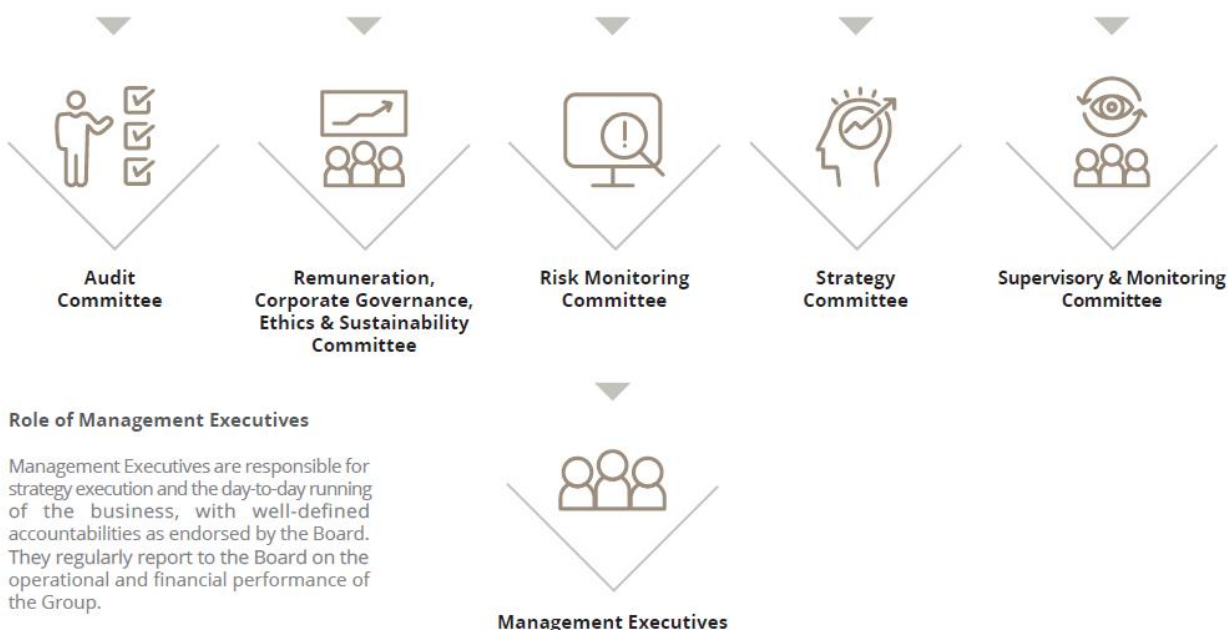 Audit
Committee
Remuneration,
Corporate Governance,
Ethics & Sustainability
Committee
Risk Monitoring
Committee
Strategy
Committee
Supervisory & Monitoring
Committee
Role of Management Executives
Management Executives are responsible for
strategy execution and the day-to-day running
of the business, with well-defined
accountabilities as endorsed by the Board.
They regularly report to the Board on the
operational and financial performance of
the Group.
Management Executives